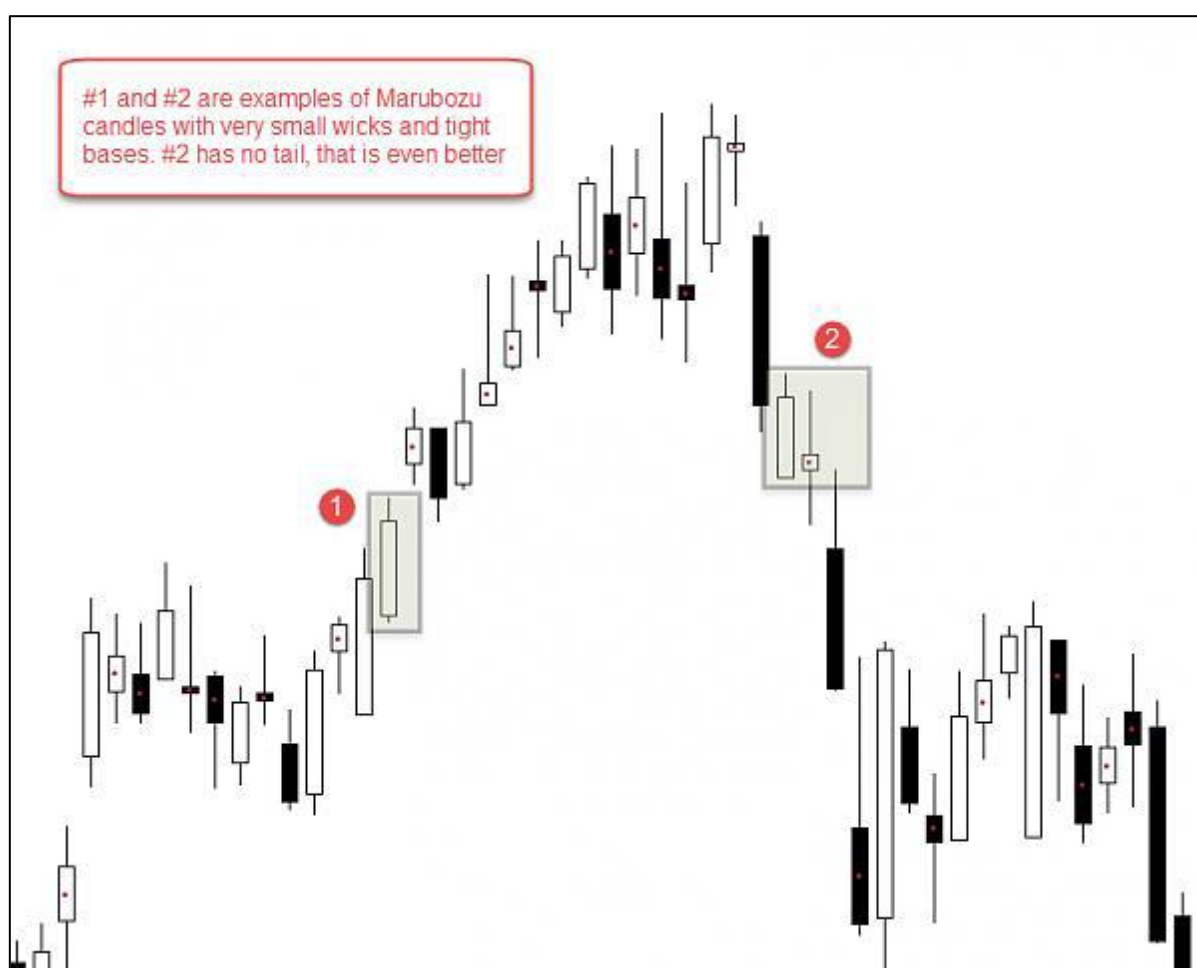 #1 and #2 are examples of Marubozu
candles with very small wicks and tight
bases. #2 has no tail, that is even better
2
1